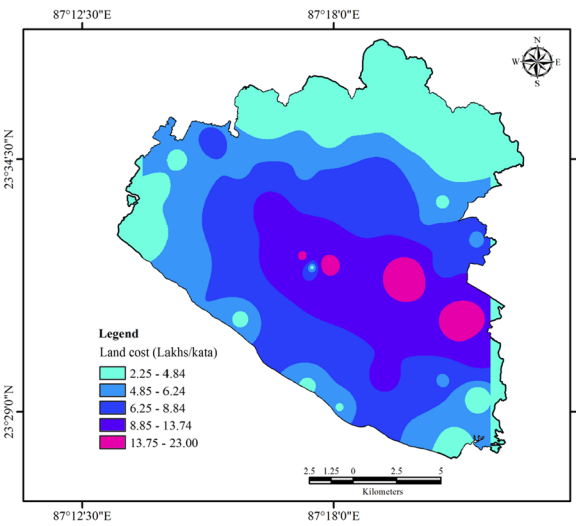 87°12'30"E 87°18'0"E
N
W E
S
23°34'30"N
23°29'0"N
Legend
Land cost (Lakhs/kata)
2.25 - 4.84
4.85 - 6.24
6.25 - 8.84
8.85 - 13.74
13.75 - 23.00
2.5 1.25 0 2.5 5
Kilometers
87°12'30"E 87°18'0"E